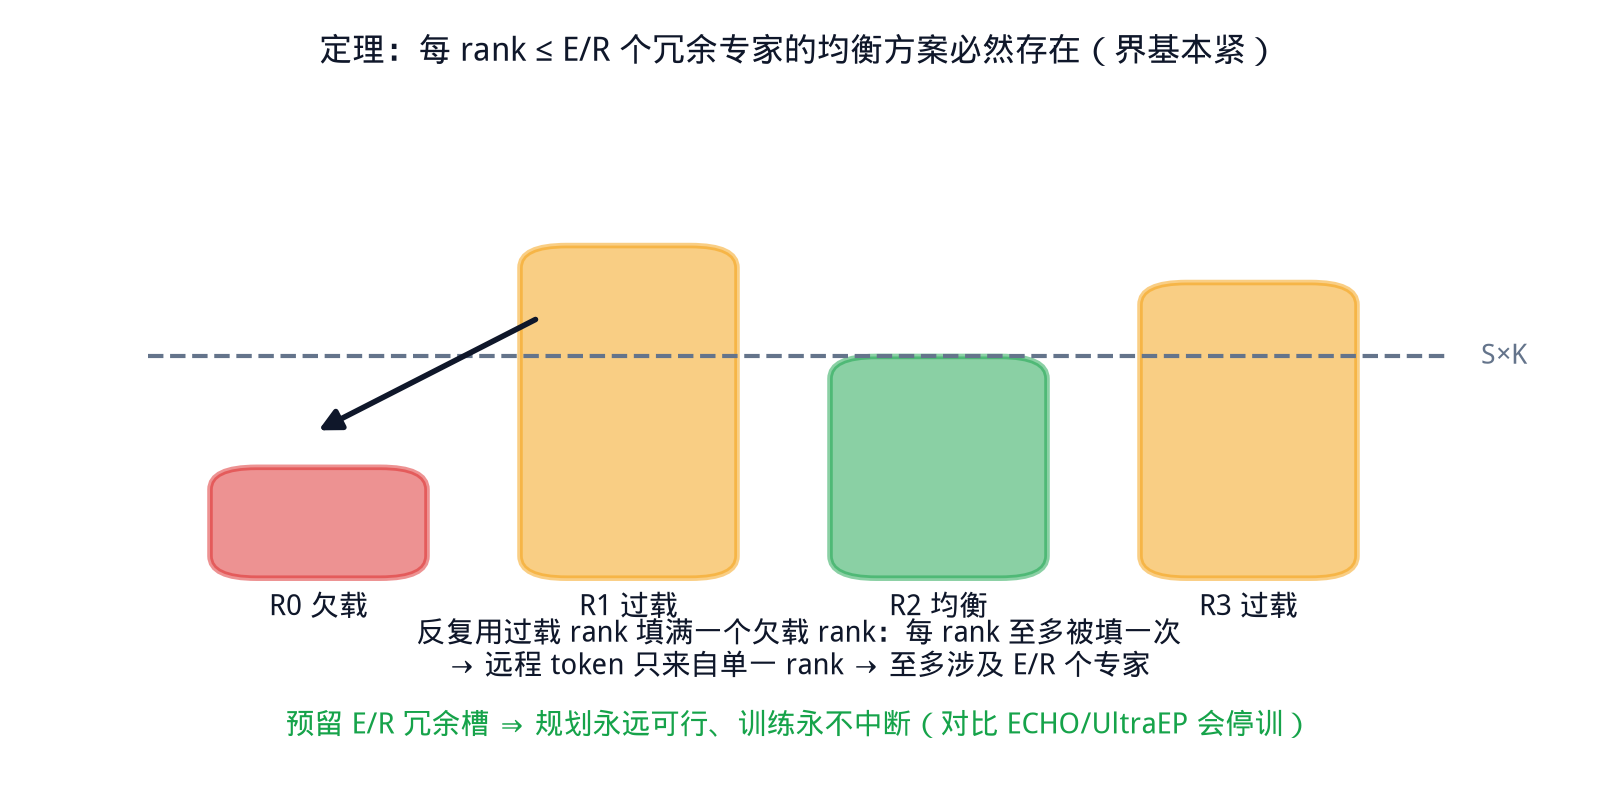 定理：每 rank ≤ E/R 个冗余专家的均衡方案必然存在（界基本紧）
S×K
R0 欠载
R1 过载
R2 均衡
R3 过载
反复用过载 rank 填满一个欠载 rank：每 rank 至多被填一次
→ 远程 token 只来自单一 rank → 至多涉及 E/R 个专家
预留 E/R 冗余槽 ⇒ 规划永远可行、训练永不中断（对比 ECHO/UltraEP 会停训）